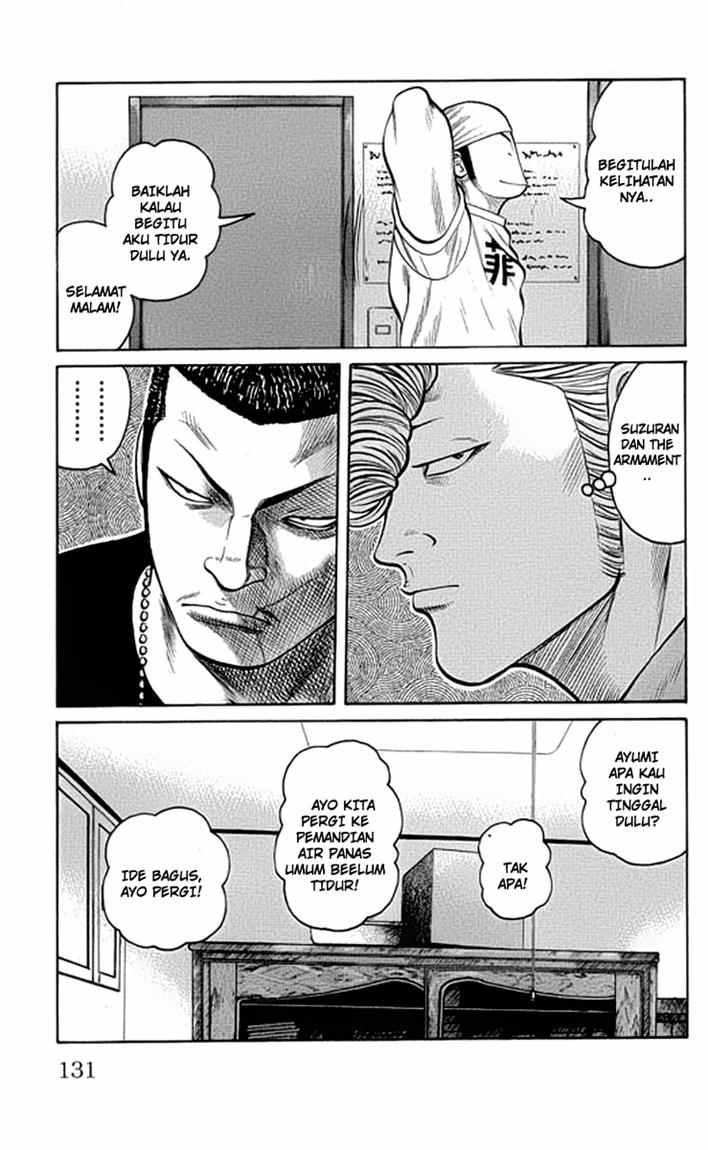 BEGITULAH
KELIHATAN
NYA..
BAIKLAH
KALAU
BEGITU
AKU TIDUR
DULU YA.
SELAMAT
MALAM!
菲
SUZURAN
DAN THE
ARMAMENT
..
AYUMI
APA KAU
INGIN
TINGGAL
DULU?
TAK
APA!
AYO KITA
PERGI KE
PEMANDIAN
AIR PANAS
UMUM BEELUM
TIDUR!
IDE BAGUS,
AYO PERGI!
131